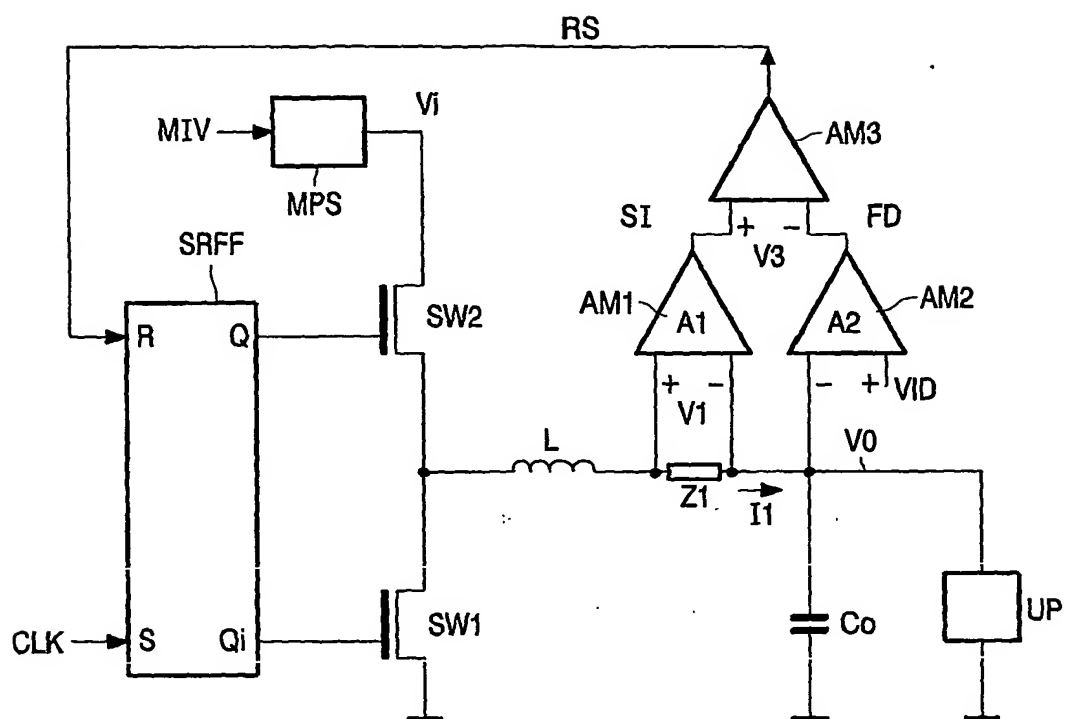 RS
MIV
Vi
MPS
AM3
SI
+
−
FD
V3
SRFF
AM1
A1
A2
AM2
R
Q
SW2
+
−
V1
−
+
VID
L
V0
Z1
I1
CLK
S
Qi
SW1
Co
UP